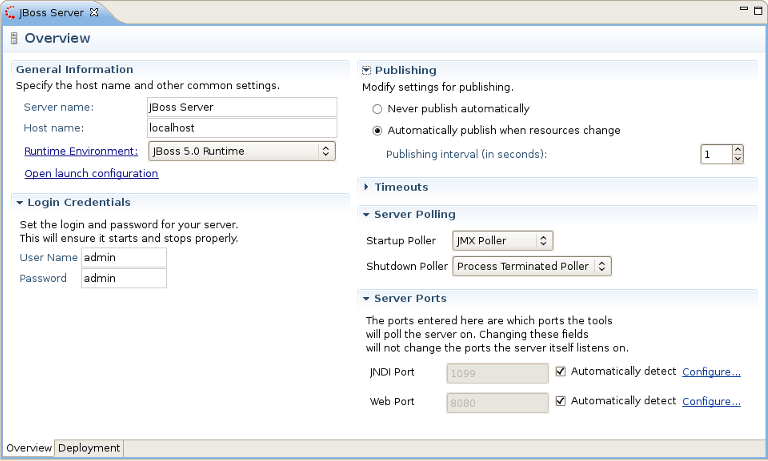 JBoss Server
Overview
General Information
Specify the host name and other common settings.
Server name: JBoss Server
Host name: localhost
Runtime Environment: JBoss 5.0 Runtime
Open launch configuration
Login Credentials
Set the login and password for your server.
This will ensure it starts and stops properly.
User Name admin
Password admin
Publishing
Modify settings for publishing.
Never publish automatically
Automatically publish when resources change
Publishing interval (in seconds): 1
Timeouts
Server Polling
Startup Poller JMX Poller
Shutdown Poller Process Terminated Poller
Server Ports
The ports entered here are which ports the tools
will poll the server on. Changing these fields
will not change the ports the server itself listens on.
JNDI Port 1099 Automatically detect Configure...
Web Port 8080 Automatically detect Configure...
Overview Deployment